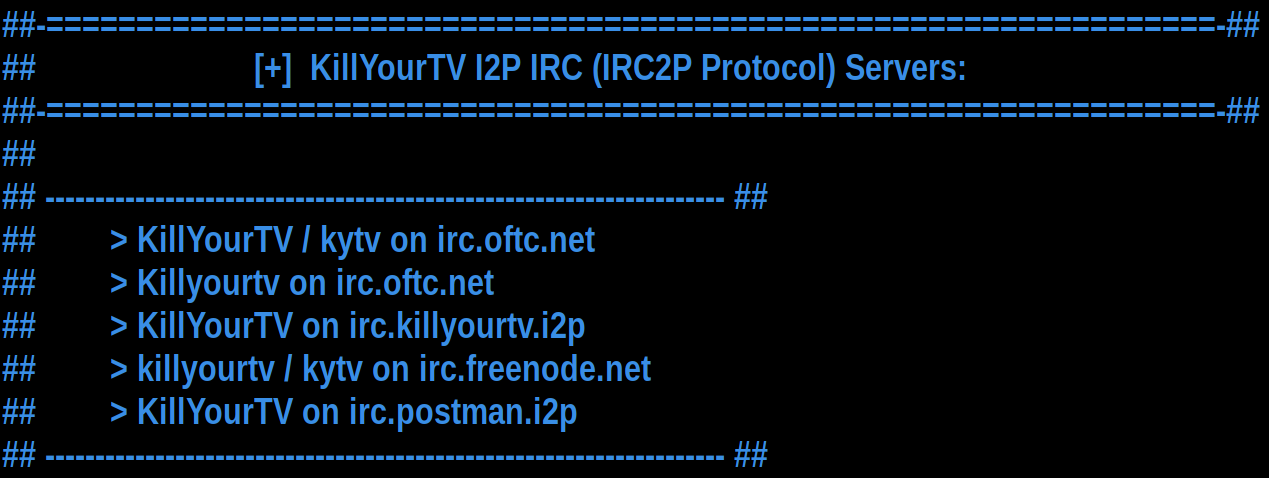 ##-=================================================================-##
## [+] KillYourTV I2P IRC (IRC2P Protocol) Servers:
##-=================================================================-##
##
## -------------------------------------------------------------------- ##
## > KillYourTV / kytv on irc.oftc.net
## > Killyourtv on irc.oftc.net
## > KillYourTV on irc.killyourtv.i2p
## > killyourtv / kytv on irc.freenode.net
## > KillYourTV on irc.postman.i2p
## -------------------------------------------------------------------- ##